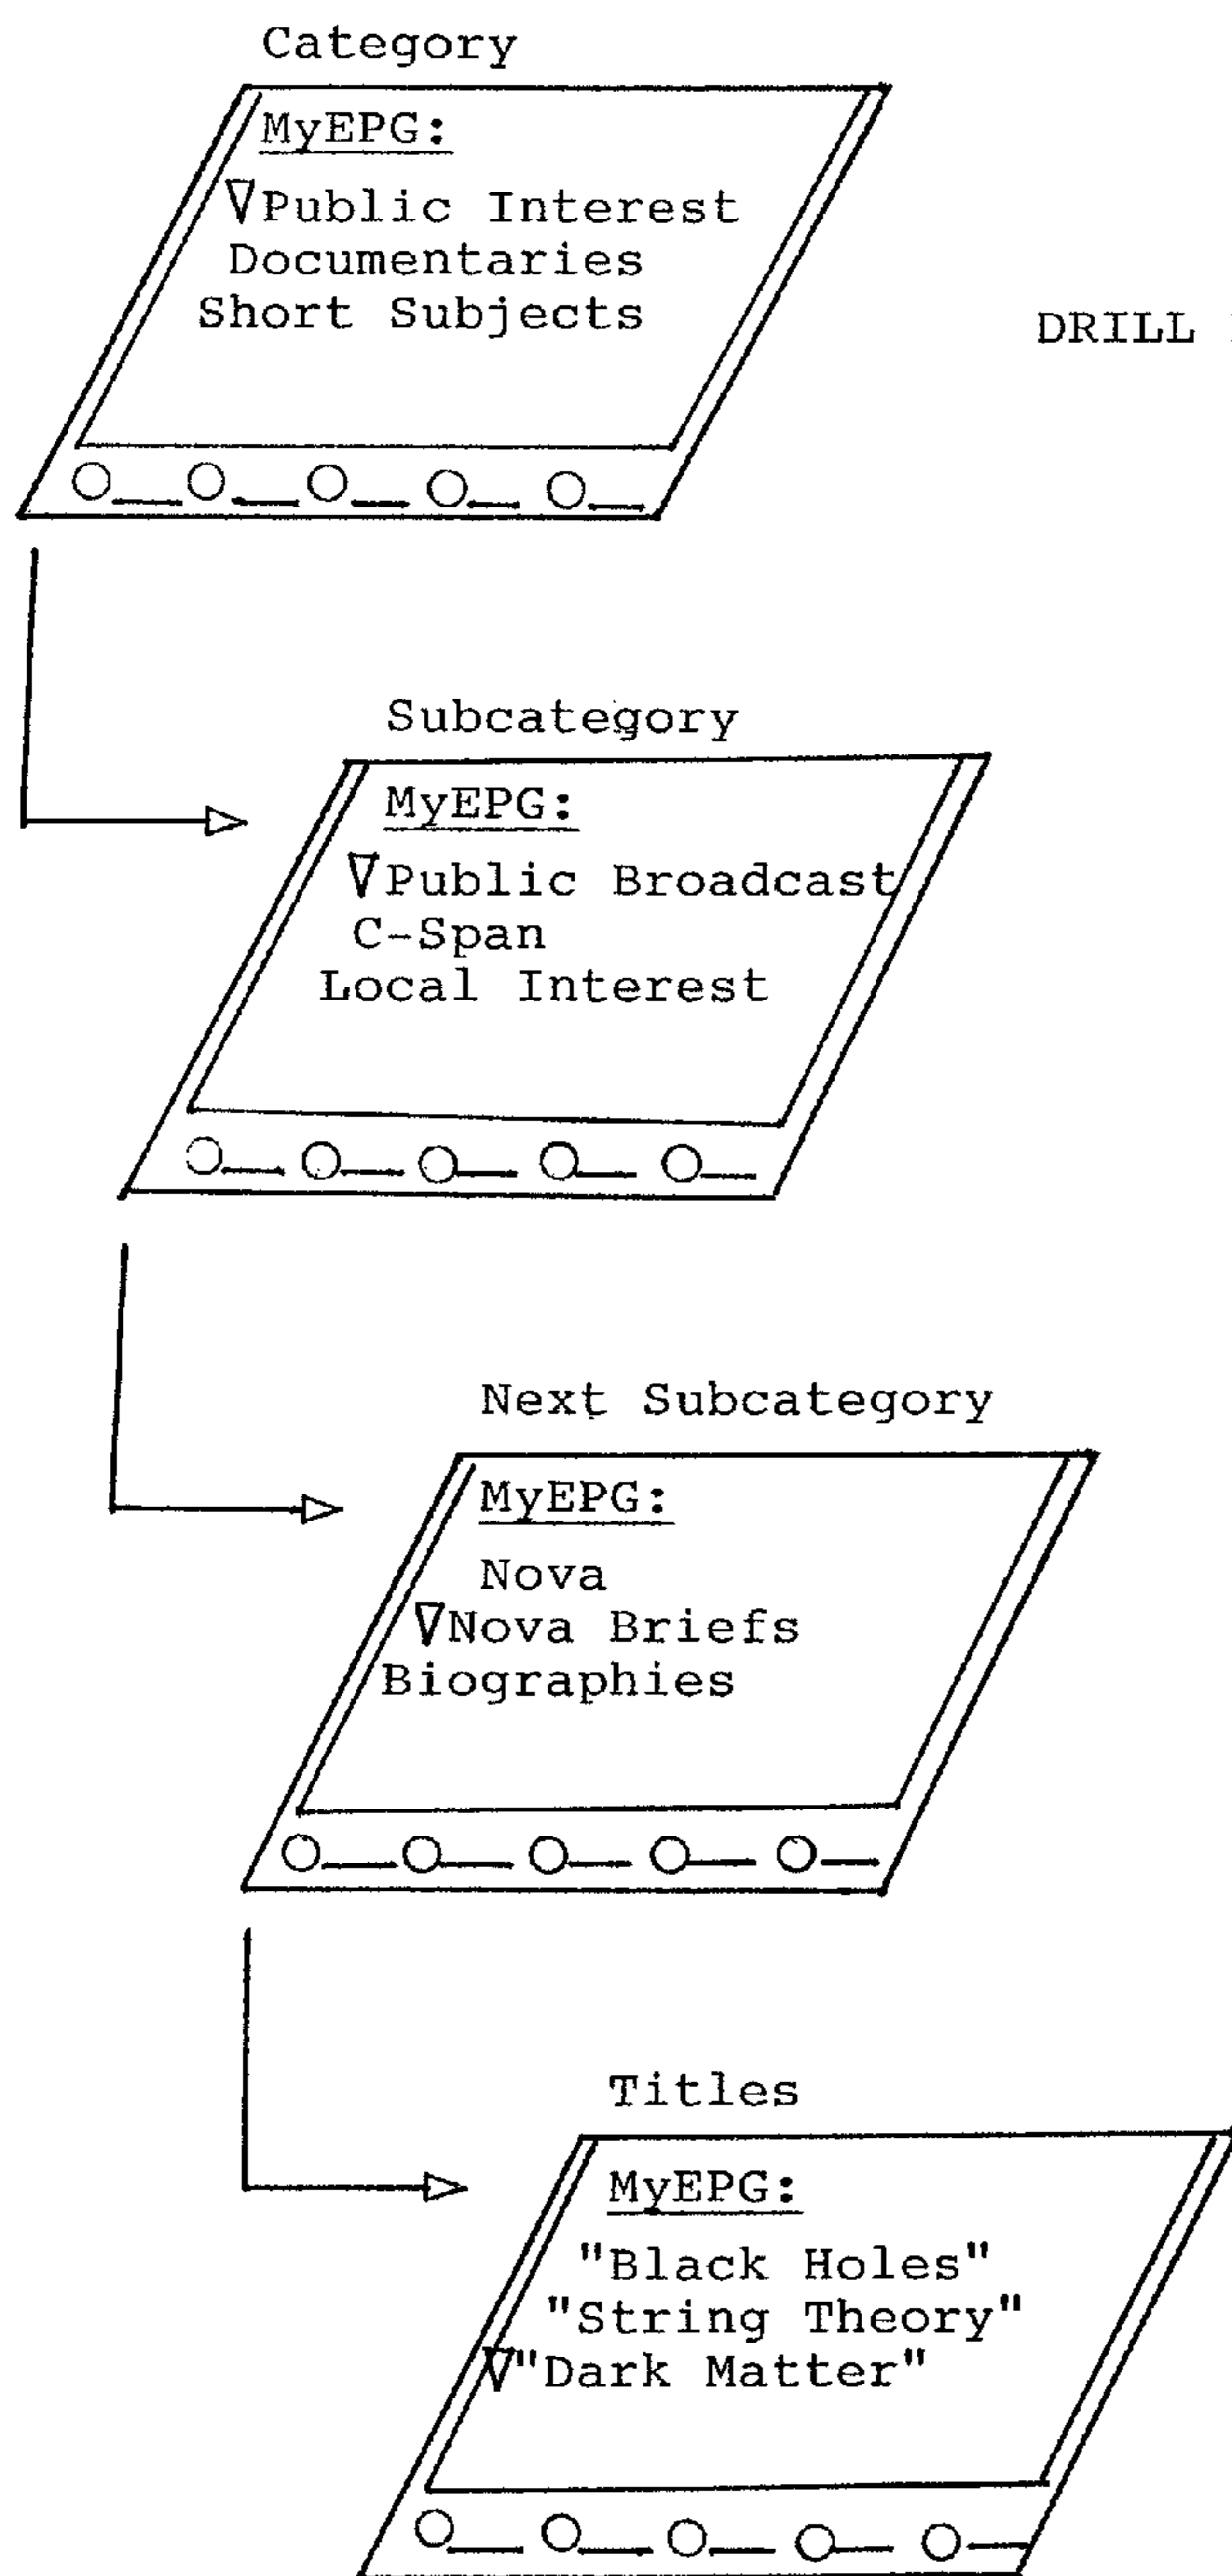 Category
MyEPG:
∇Public Interest
Documentaries
Short Subjects
DRILL
Subcategory
MyEPG:
∇Public Broadcast
C-Span
Local Interest
Next Subcategory
MyEPG:
Nova
∇Nova Briefs
Biographies
Titles
MyEPG:
"Black Holes"
"String Theory"
∇"Dark Matter"